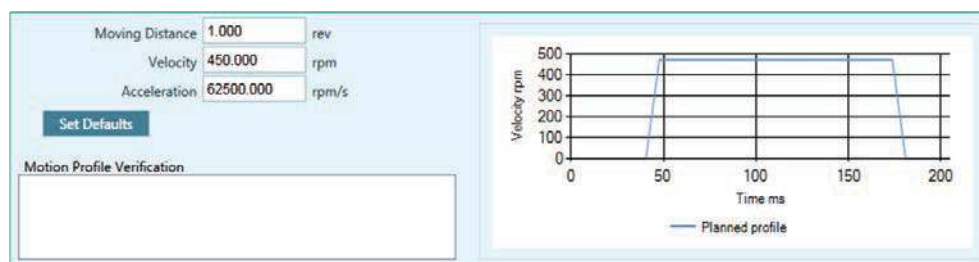 Moving Distance 1.000 rev
Velocity 450.000 rpm
Acceleration 62500.000 rpm/s
Set Defaults
Motion Profile Verification
Velocity rpm
500
400
300
200
100
0
0 50 100 150 200
Time ms
Planned profile